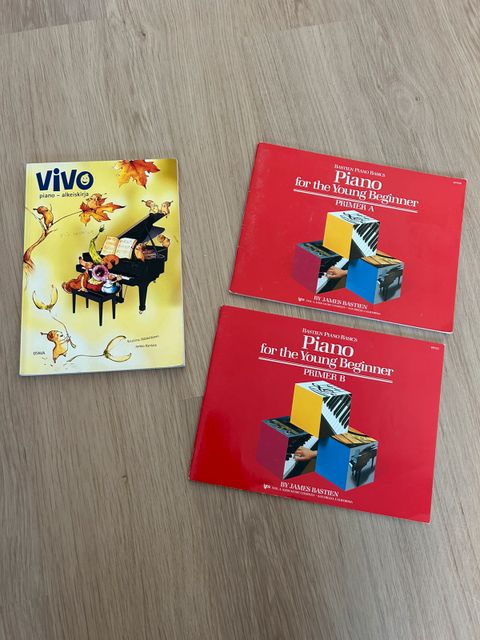 ViVO
piano – alkeiskirja
OTAVA
BASTIEN PIANO BASICS
Piano
for the Young Beginner
PRIMER A
BY JAMES BASTIEN
BASTIEN PIANO BASICS
Piano
for the Young Beginner
PRIMER B
BY JAMES BASTIEN